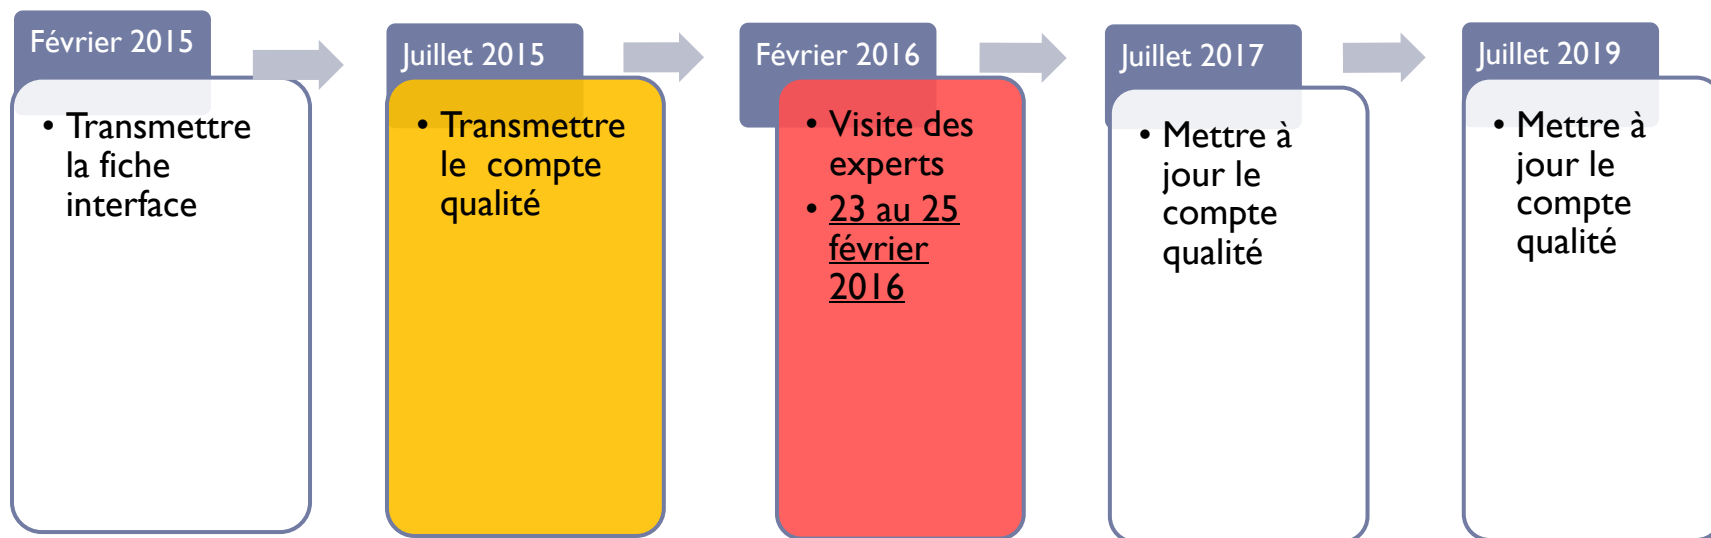 Février 2015
• Transmettre
la fiche
interface
Juillet 2015
• Transmettre
le compte
qualité
Février 2016
• Visite des
experts
• 23 au 25
février
2016
Juillet 2017
• Mettre à
jour le
compte
qualité
Juillet 2019
• Mettre à
jour le
compte
qualité